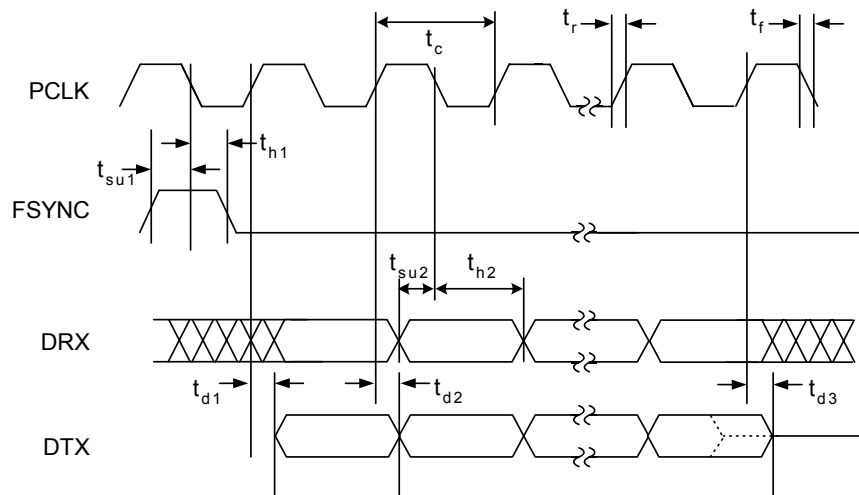 t_r
t_f
t_c
PCLK
t_h1
t_su1
FSYNC
t_su2
t_h2
DRX
t_d1
t_d2
t_d3
DTX